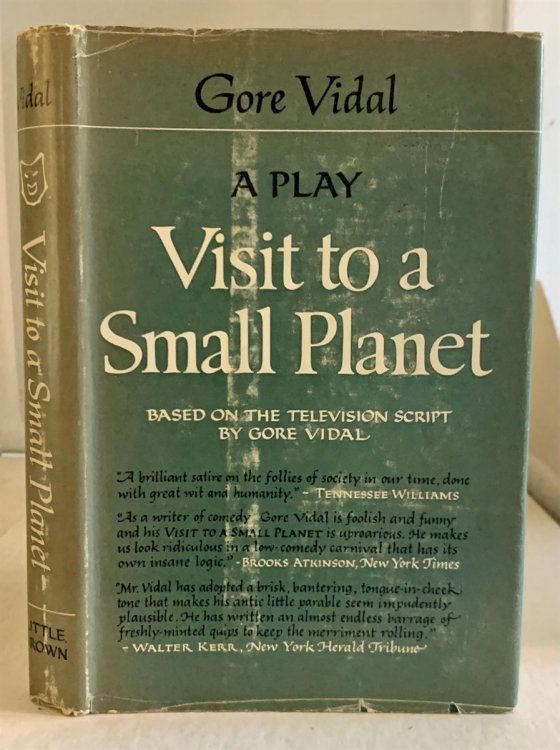 Gore Vidal
A PLAY
Visit to a
Small Planet
BASED ON THE TELEVISION SCRIPT
BY GORE VIDAL
"A brilliant satire on the follies of society in our time, done
with great wit and humanity." – TENNESSEE WILLIAMS
"As a writer of comedy Gore Vidal is foolish and funny
and his VISIT TO A SMALL PLANET is uproarious. He makes
us look ridiculous in a low-comedy carnival that has its
own insane logic." – BROOKS ATKINSON, New York Times
"Mr. Vidal has adopted a brisk, bantering, tongue-in-cheek
tone that makes his antic little parable seem impudently
plausible. He has written an almost endless barrage of
freshly-minted quips to keep the merriment rolling."
– WALTER KERR, New York Herald Tribune
Vidal
Visit to a Small Planet
LITTLE,
BROWN